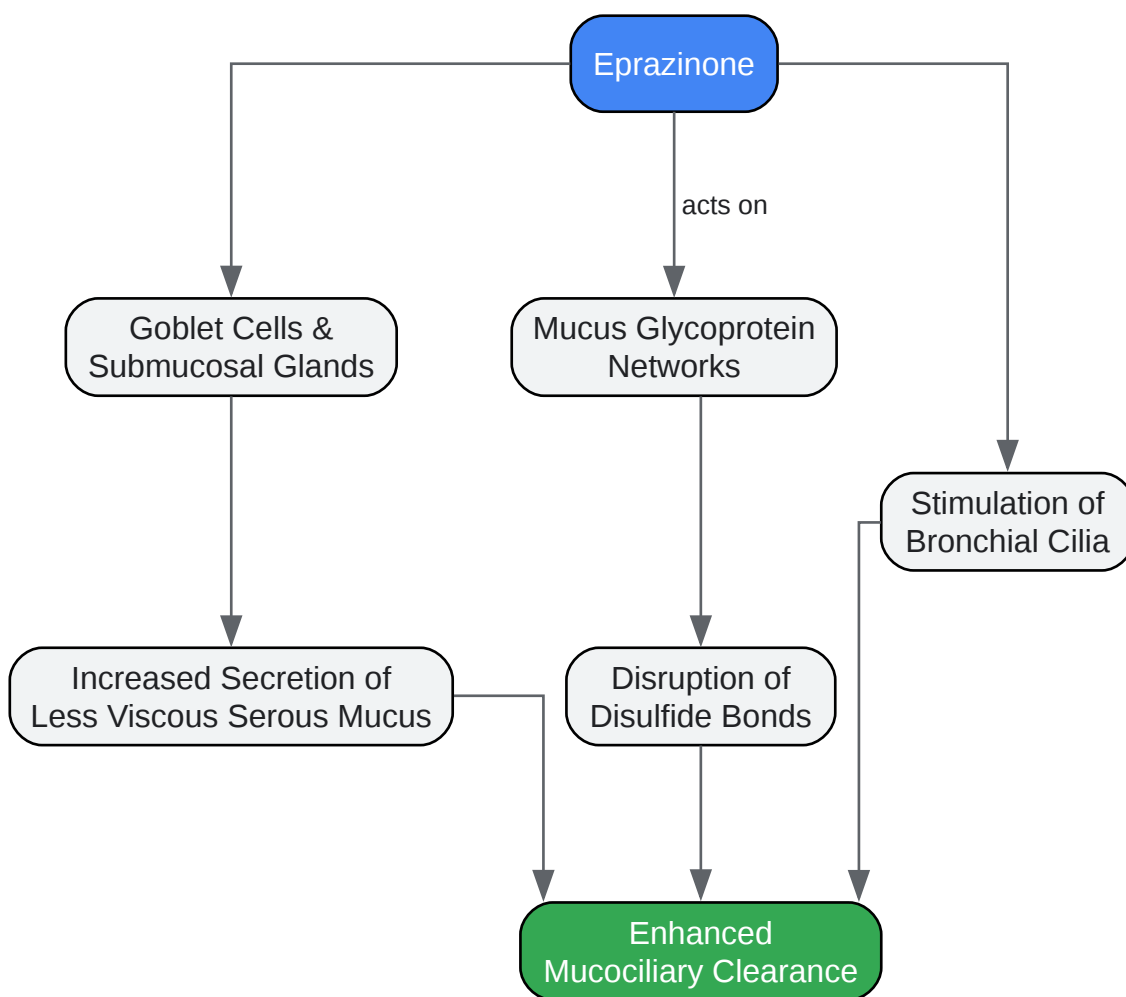 Eprazinone
acts on
Goblet Cells &
Submucosal Glands
Mucus Glycoprotein
Networks
Stimulation of
Bronchial Cilia
Increased Secretion of
Less Viscous Serous Mucus
Disruption of
Disulfide Bonds
Enhanced
Mucociliary Clearance